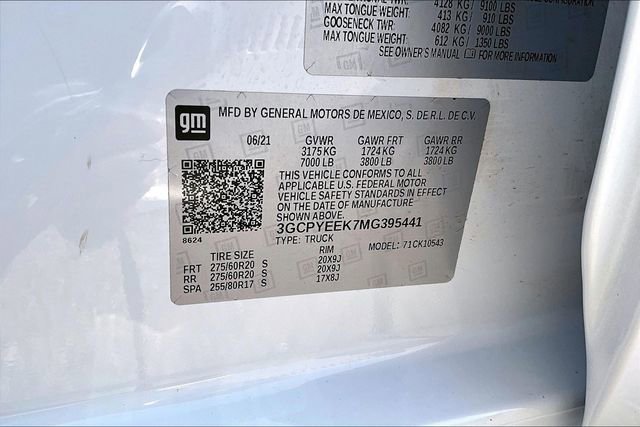 4128 KG / 9100 LBS
MAX TONGUE WEIGHT: 413 KG / 910 LBS
GOOSENECK TWR: 4082 KG / 9000 LBS
MAX TONGUE WEIGHT: 612 KG / 1350 LBS
SEE OWNER'S MANUAL FOR MORE INFORMATION
gm MFD BY GENERAL MOTORS DE MEXICO, S. DE R.L. DE C.V.
06/21 GVWR GAWR FRT GAWR RR
3175 KG 1724 KG 1724 KG
7000 LB 3800 LB 3800 LB
THIS VEHICLE CONFORMS TO ALL
APPLICABLE U.S. FEDERAL MOTOR
VEHICLE SAFETY STANDARDS IN EFFECT
ON THE DATE OF MANUFACTURE
SHOWN ABOVE.
3GCPYEEK7MG395441
8624
TYPE: TRUCK MODEL: 71CK10543
TIRE SIZE RIM
FRT 275/60R20 S 20X9J
RR 275/60R20 S 20X9J
SPA 255/80R17 S 17X8J